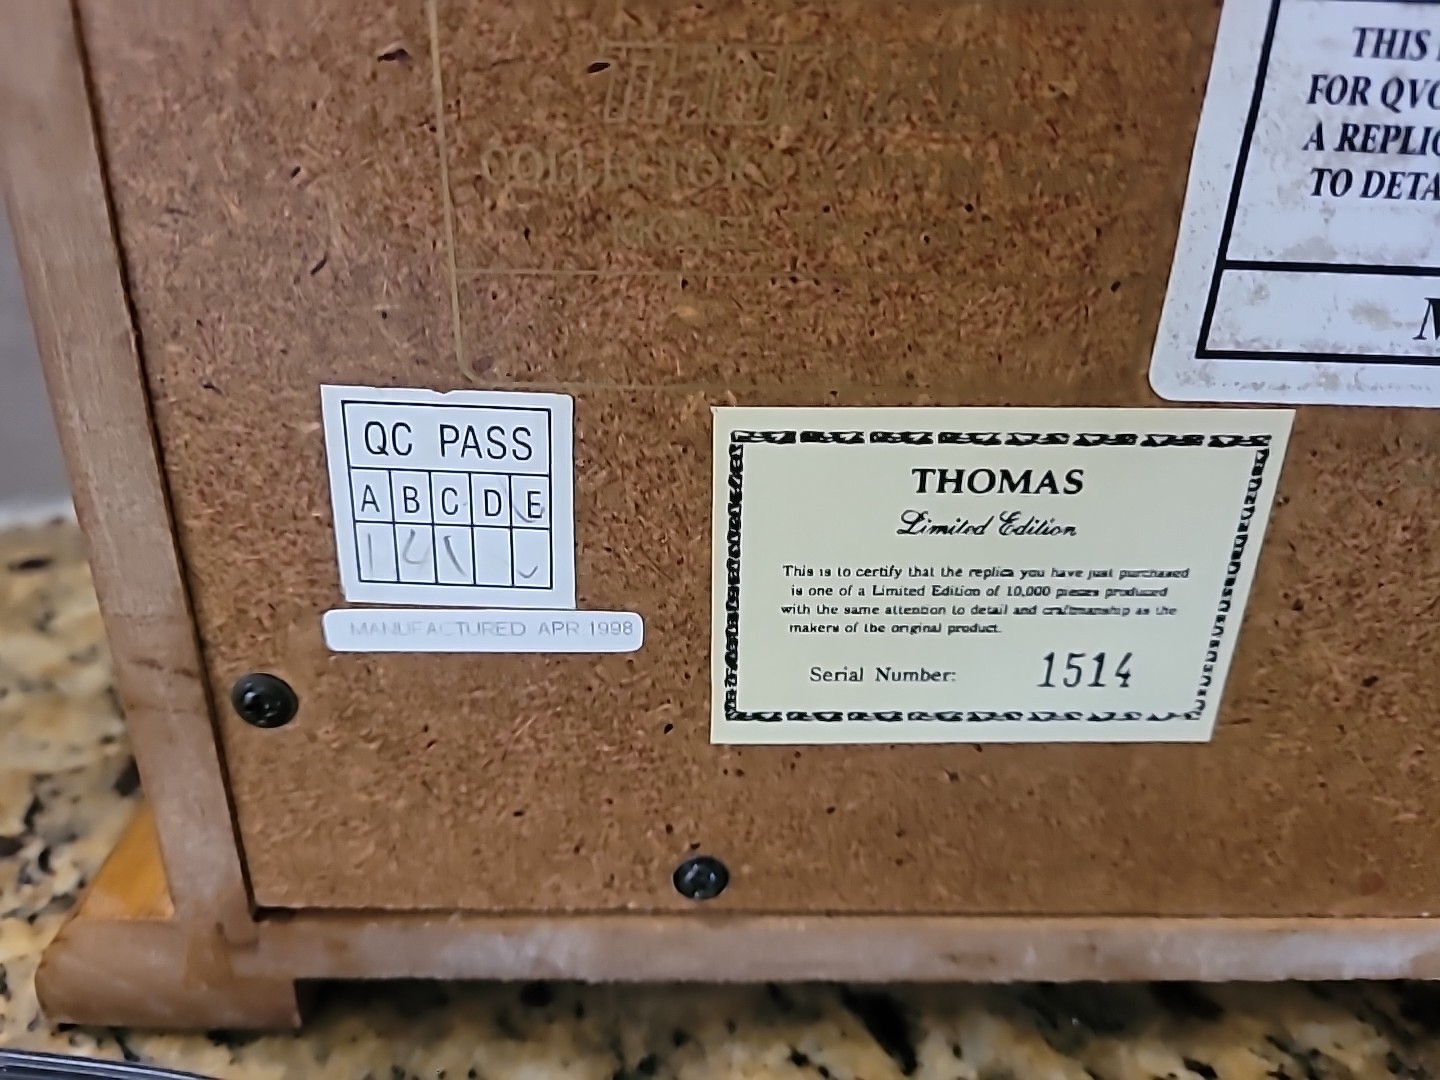 THIS
FOR QVC
A REPLIC
TO DETA
COLLECTOR'S
MODEL
QC PASS
A B C D E
MANUFACTURED APR 1998
THOMAS
Limited Edition
This is to certify that the replica you have just purchased
is one of a Limited Edition of 10,000 pieces produced
with the same attention to detail and craftmanship as the
makers of the original product.
Serial Number: 1514